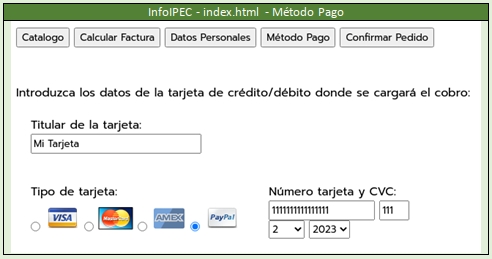 InfoIPEC - index.html - Método Pago
Catalogo Calcular Factura Datos Personales Método Pago Confirmar Pedido
Introduzca los datos de la tarjeta de crédito/débito donde se cargará el cobro:
Titular de la tarjeta:
Mi Tarjeta
Tipo de tarjeta: Número tarjeta y CVC:
VISA MasterCard AMEX PayPal 1111111111111111 111
2 2023